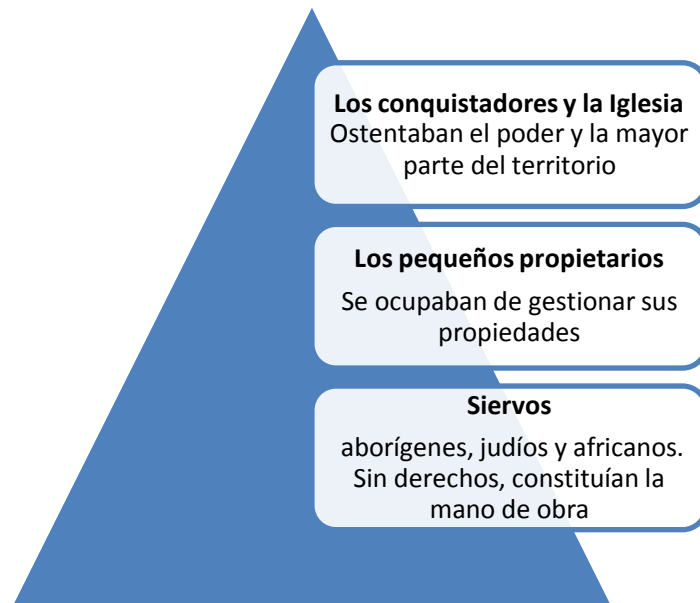 Los conquistadores y la Iglesia
Ostentaban el poder y la mayor
parte del territorio
Los pequeños propietarios
Se ocupaban de gestionar sus
propiedades
Siervos
aborígenes, judíos y africanos.
Sin derechos, constituían la
mano de obra